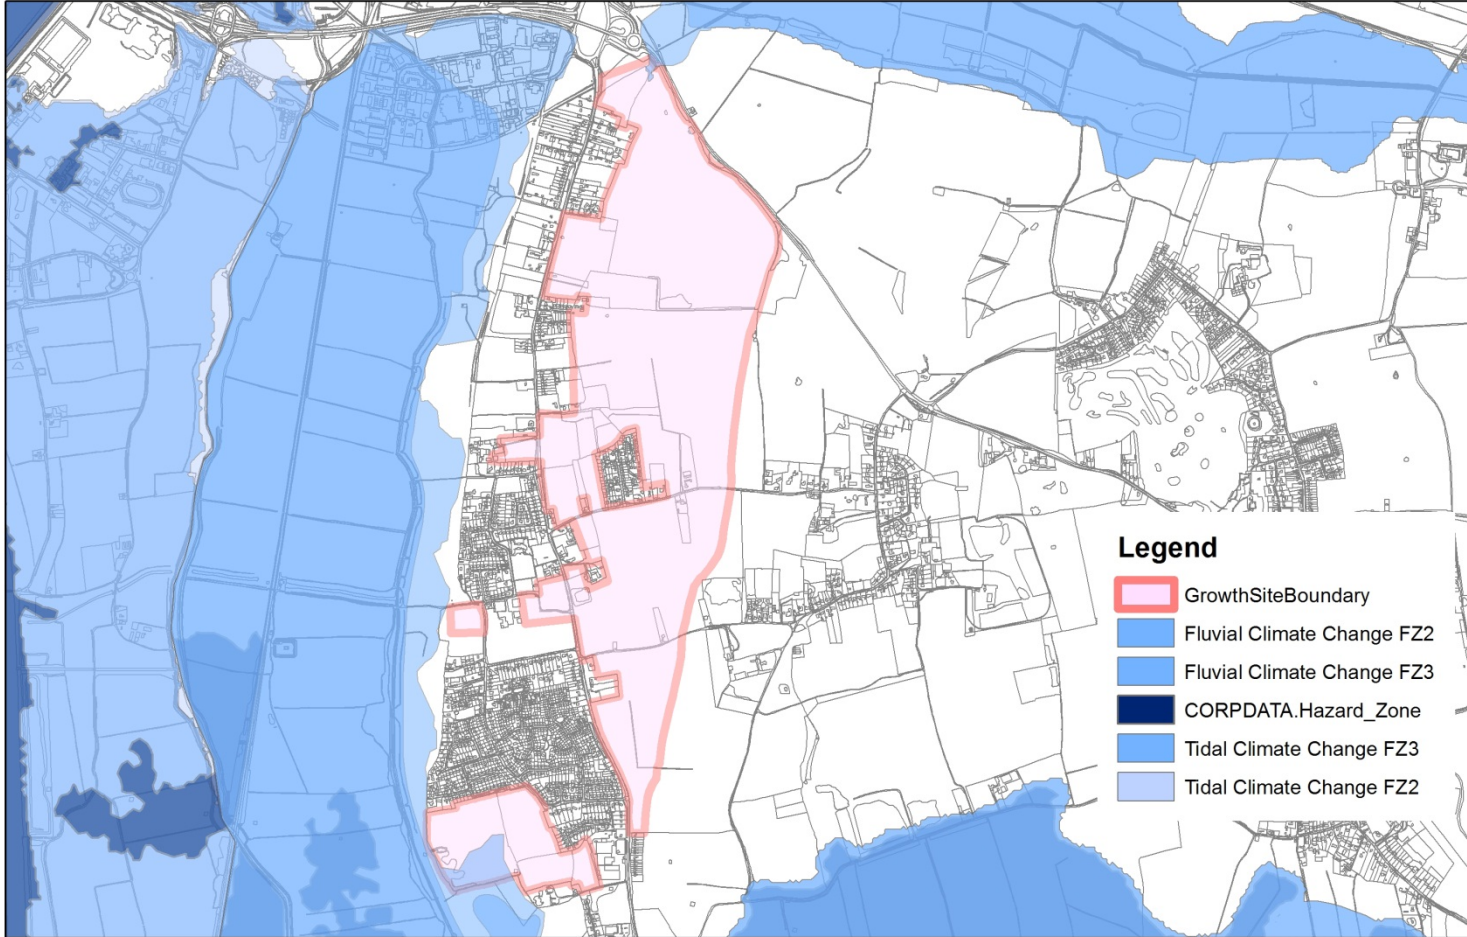 Legend
GrowthSiteBoundary
Fluvial Climate Change FZ2
Fluvial Climate Change FZ3
CORPDATA.Hazard_Zone
Tidal Climate Change FZ3
Tidal Climate Change FZ2